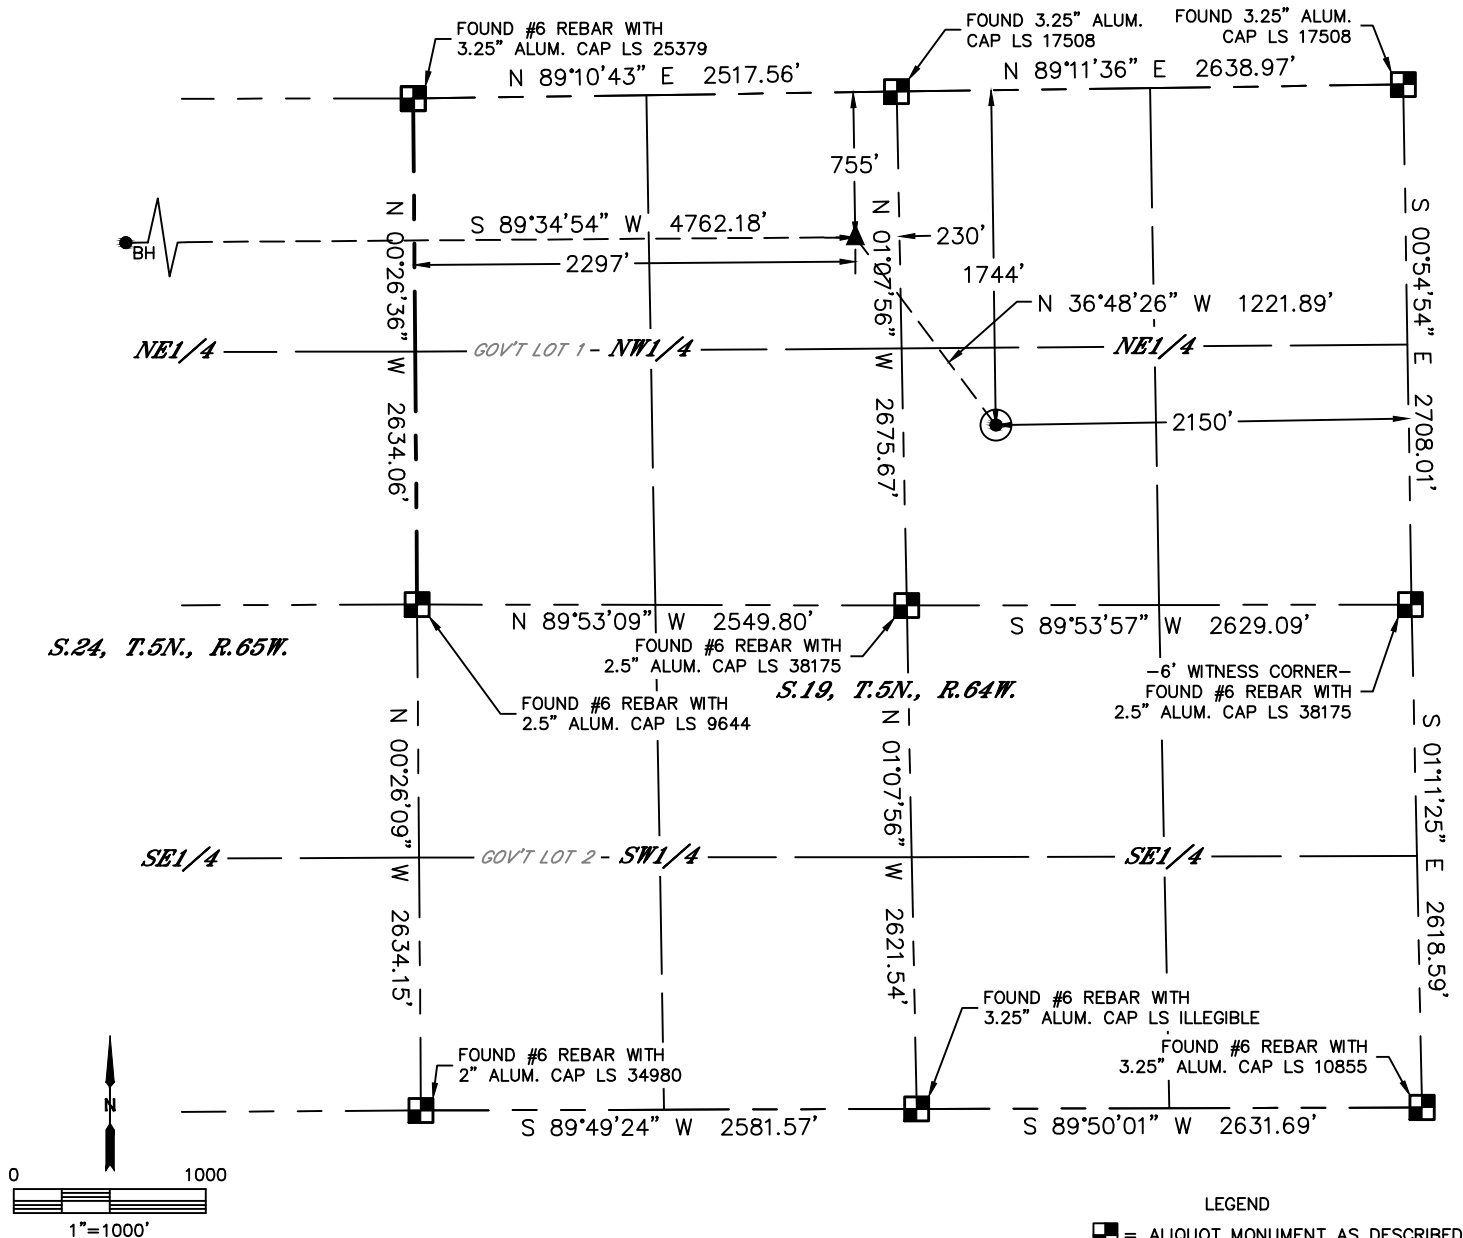 FOUND #6 REBAR WITH
3.25" ALUM. CAP LS 25379
FOUND 3.25" ALUM.
CAP LS 17508
FOUND 3.25" ALUM.
CAP LS 17508
N 89°10'43" E 2517.56'
N 89°11'36" E 2638.97'
755'
S 89°34'54" W 4762.18'
BH
230'
2297'
1744'
N 36°48'26" W 1221.89'
N 00°26'36" W 2634.06'
N 01°07'56" W 2675.67'
S 00°54'54" E 2708.01'
NE1/4
GOV'T LOT 1
NW1/4
NE1/4
2150'
N 89°53'09" W 2549.80'
S 89°53'57" W 2629.09'
S.24, T.5N., R.65W.
FOUND #6 REBAR WITH
2.5" ALUM. CAP LS 38175
-6' WITNESS CORNER-
FOUND #6 REBAR WITH
2.5" ALUM. CAP LS 38175
S.19, T.5N., R.64W.
FOUND #6 REBAR WITH
2.5" ALUM. CAP LS 9644
N 00°26'09" W 2634.15'
N 01°07'56" W 2621.54'
S 01°11'25" E 2618.59'
SE1/4
GOV'T LOT 2
SW1/4
SE1/4
FOUND #6 REBAR WITH
3.25" ALUM. CAP LS ILLEGIBLE
FOUND #6 REBAR WITH
2" ALUM. CAP LS 34980
FOUND #6 REBAR WITH
3.25" ALUM. CAP LS 10855
N
S 89°49'24" W 2581.57'
S 89°50'01" W 2631.69'
0 1000
1"=1000'
LEGEND
= ALIQUOT MONUMENT AS DESCRIBED